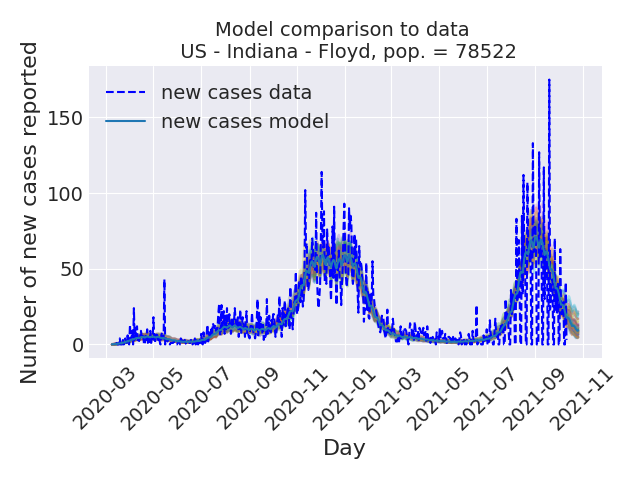 Model comparison to data
US - Indiana - Floyd, pop. = 78522
Number of new cases reported
150
100
50
0
new cases data
new cases model
2020-03
2020-05
2020-07
2020-09
2020-11
2021-01
2021-03
2021-05
2021-07
2021-09
2021-11
Day